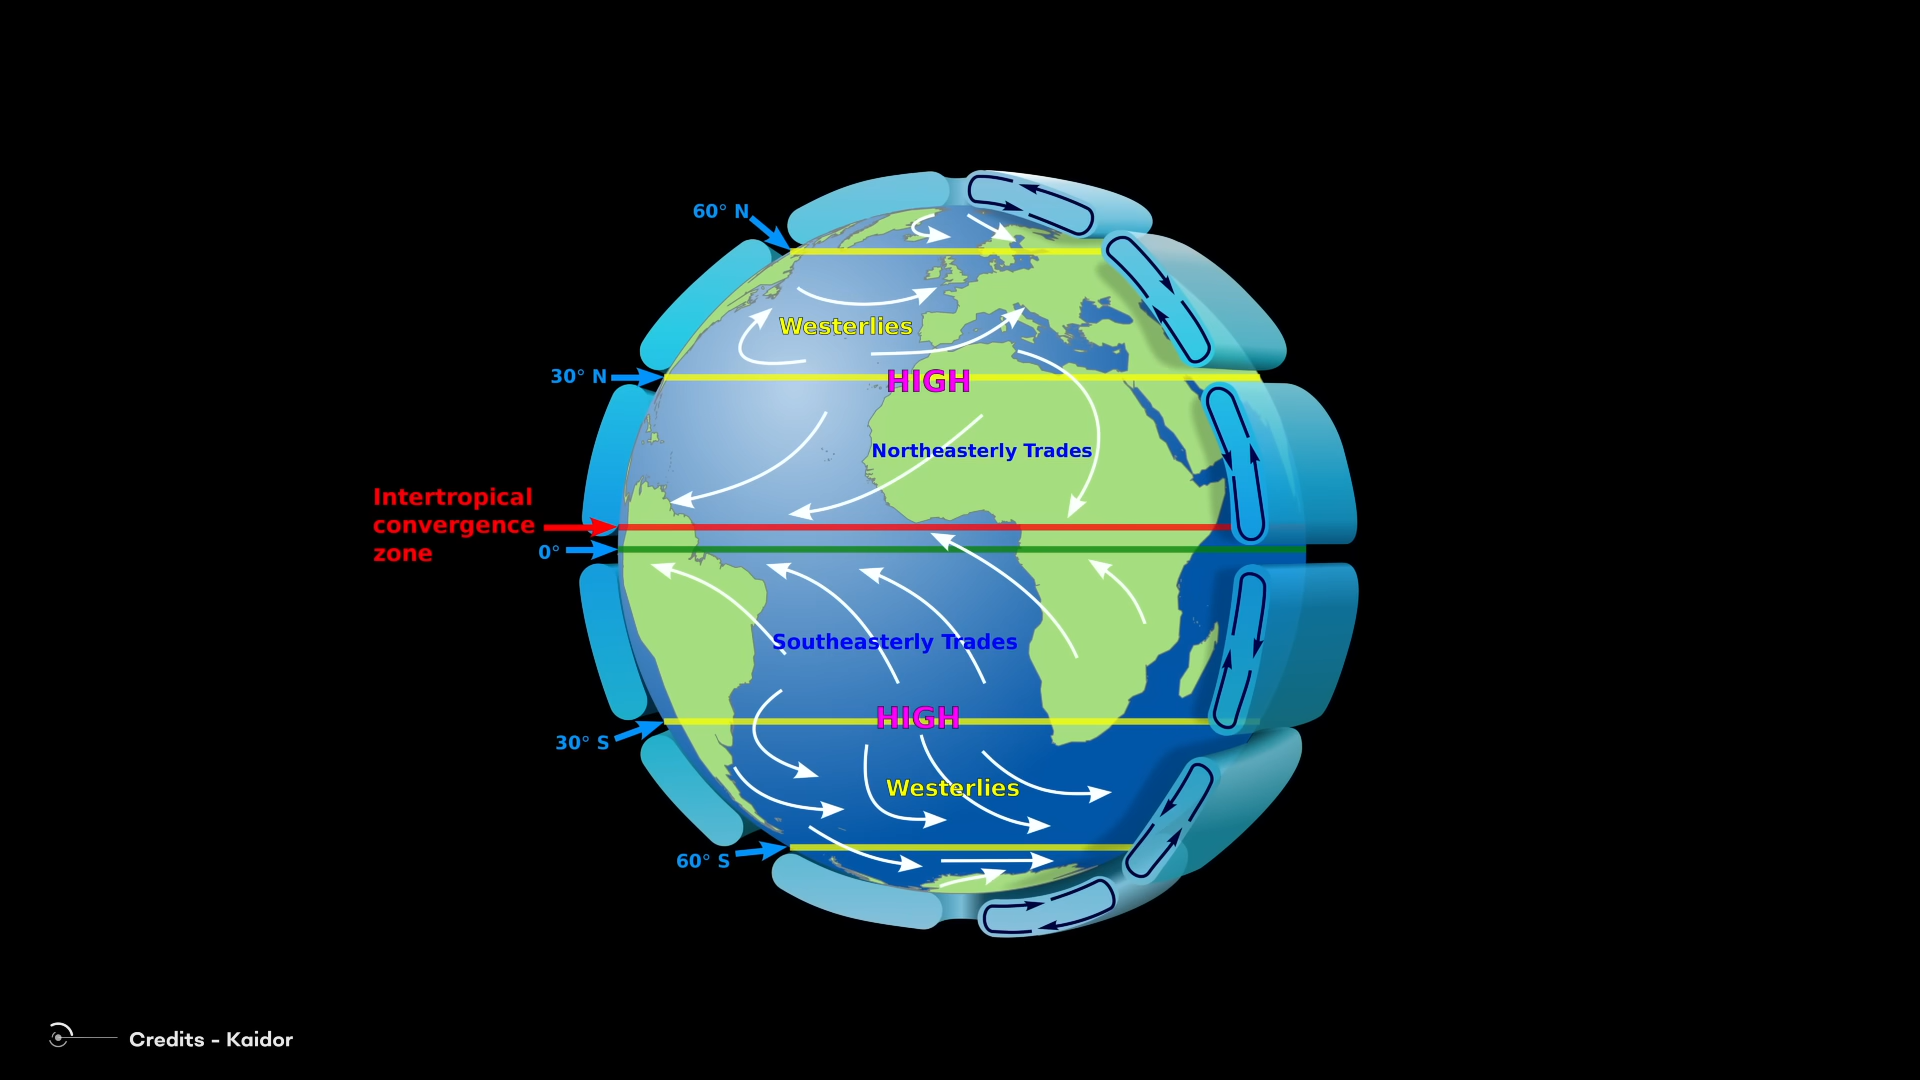 60° N
Westerlies
30° N
HIGH
Northeasterly Trades
Intertropical
convergence
zone
0°
Southeasterly Trades
HIGH
30° S
Westerlies
60° S
Credits - Kaidor